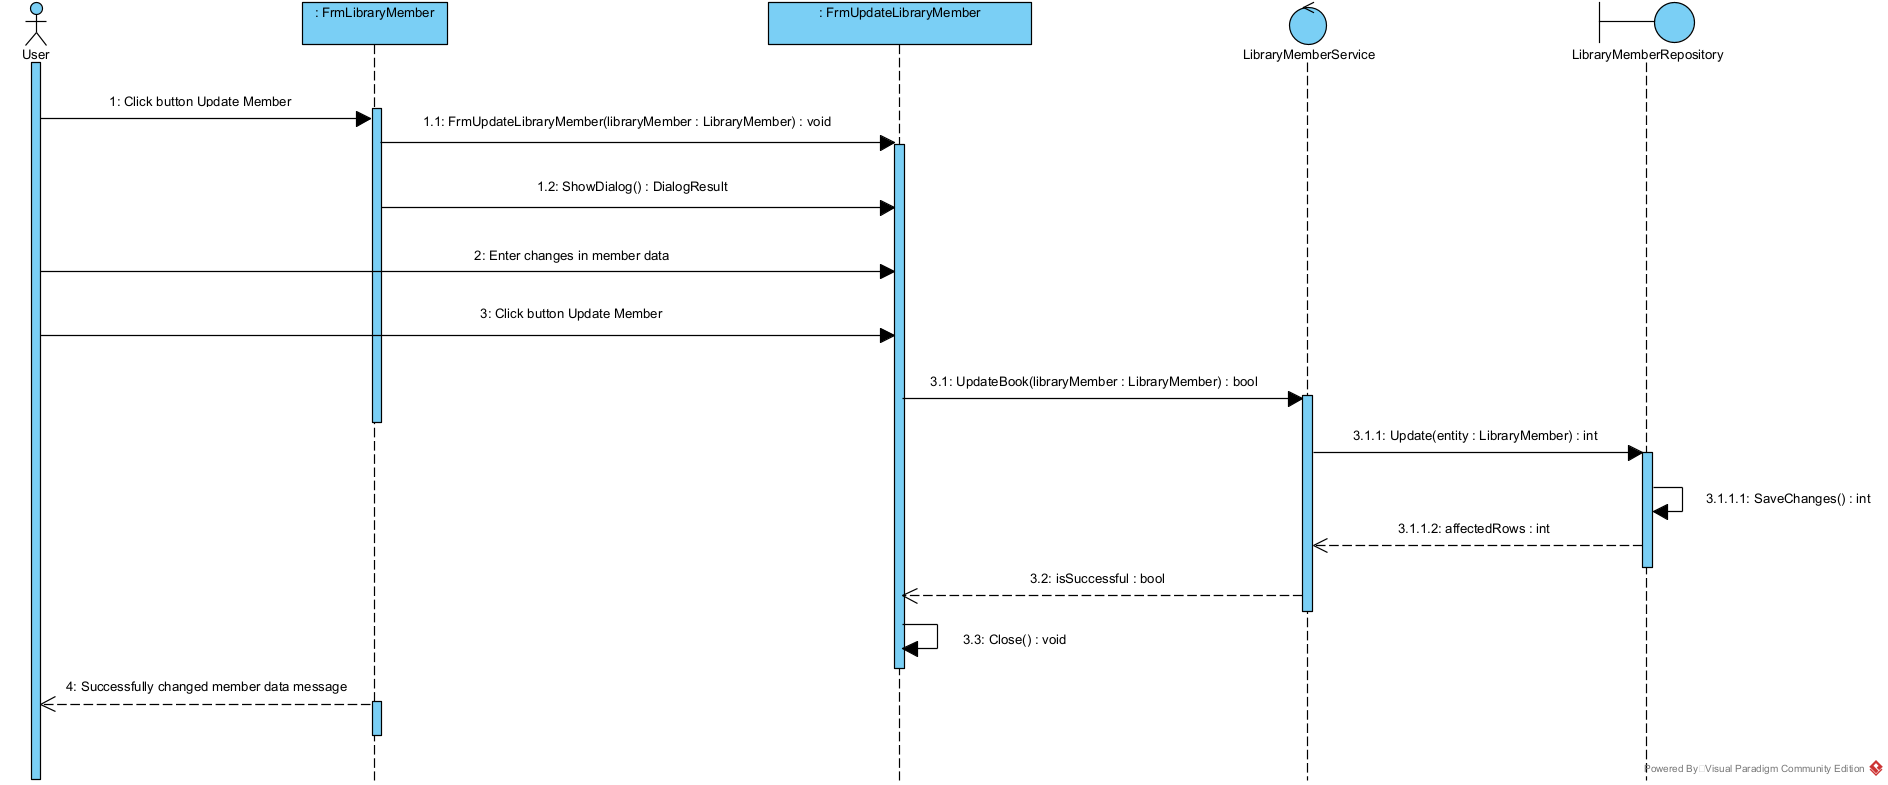 : FrmLibraryMember
: FrmUpdateLibraryMember
User
LibraryMemberService
LibraryMemberRepository
1: Click button Update Member
1.1: FrmUpdateLibraryMember(libraryMember : LibraryMember) : void
1.2: ShowDialog() : DialogResult
2: Enter changes in member data
3: Click button Update Member
3.1: UpdateBook(libraryMember : LibraryMember) : bool
3.1.1: Update(entity : LibraryMember) : int
3.1.1.1: SaveChanges() : int
3.1.1.2: affectedRows : int
3.2: isSuccessful : bool
3.3: Close() : void
4: Successfully changed member data message
Powered By Visual Paradigm Community Edition